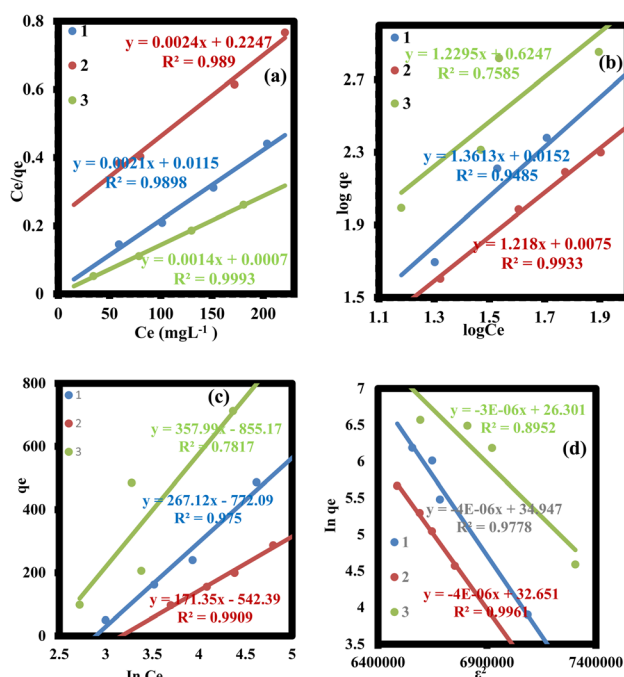 0.8
0.6
0.4
0.2
0
Ce/qe
1
2
3
(a)
y = 0.0024x + 0.2247
R² = 0.989
y = 0.0021x + 0.0115
R² = 0.9898
y = 0.0014x + 0.0007
R² = 0.9993
0 50 100 150 200
Ce (mgL⁻¹)
2.7
2.3
1.9
1.5
log qe
1
2
3
(b)
y = 1.2295x + 0.6247
R² = 0.7585
y = 1.3613x + 0.0152
R² = 0.9485
y = 1.218x + 0.0075
R² = 0.9933
1.1 1.3 1.5 1.7 1.9
logCe
800
600
400
200
0
qe
1
2
3
(c)
y = 357.99x - 855.17
R² = 0.7817
y = 267.12x - 772.09
R² = 0.975
y = 171.35x - 542.39
R² = 0.9909
2.5 3 3.5 4 4.5 5
In Ce
7
6.5
6
5.5
5
4.5
4
3.5
In qe
y = -3E-06x + 26.301
R² = 0.8952
(d)
y = -4E-06x + 34.947
R² = 0.9778
1
2
3
y = -4E-06x + 32.651
R² = 0.9961
6400000 6900000 7400000
ε²